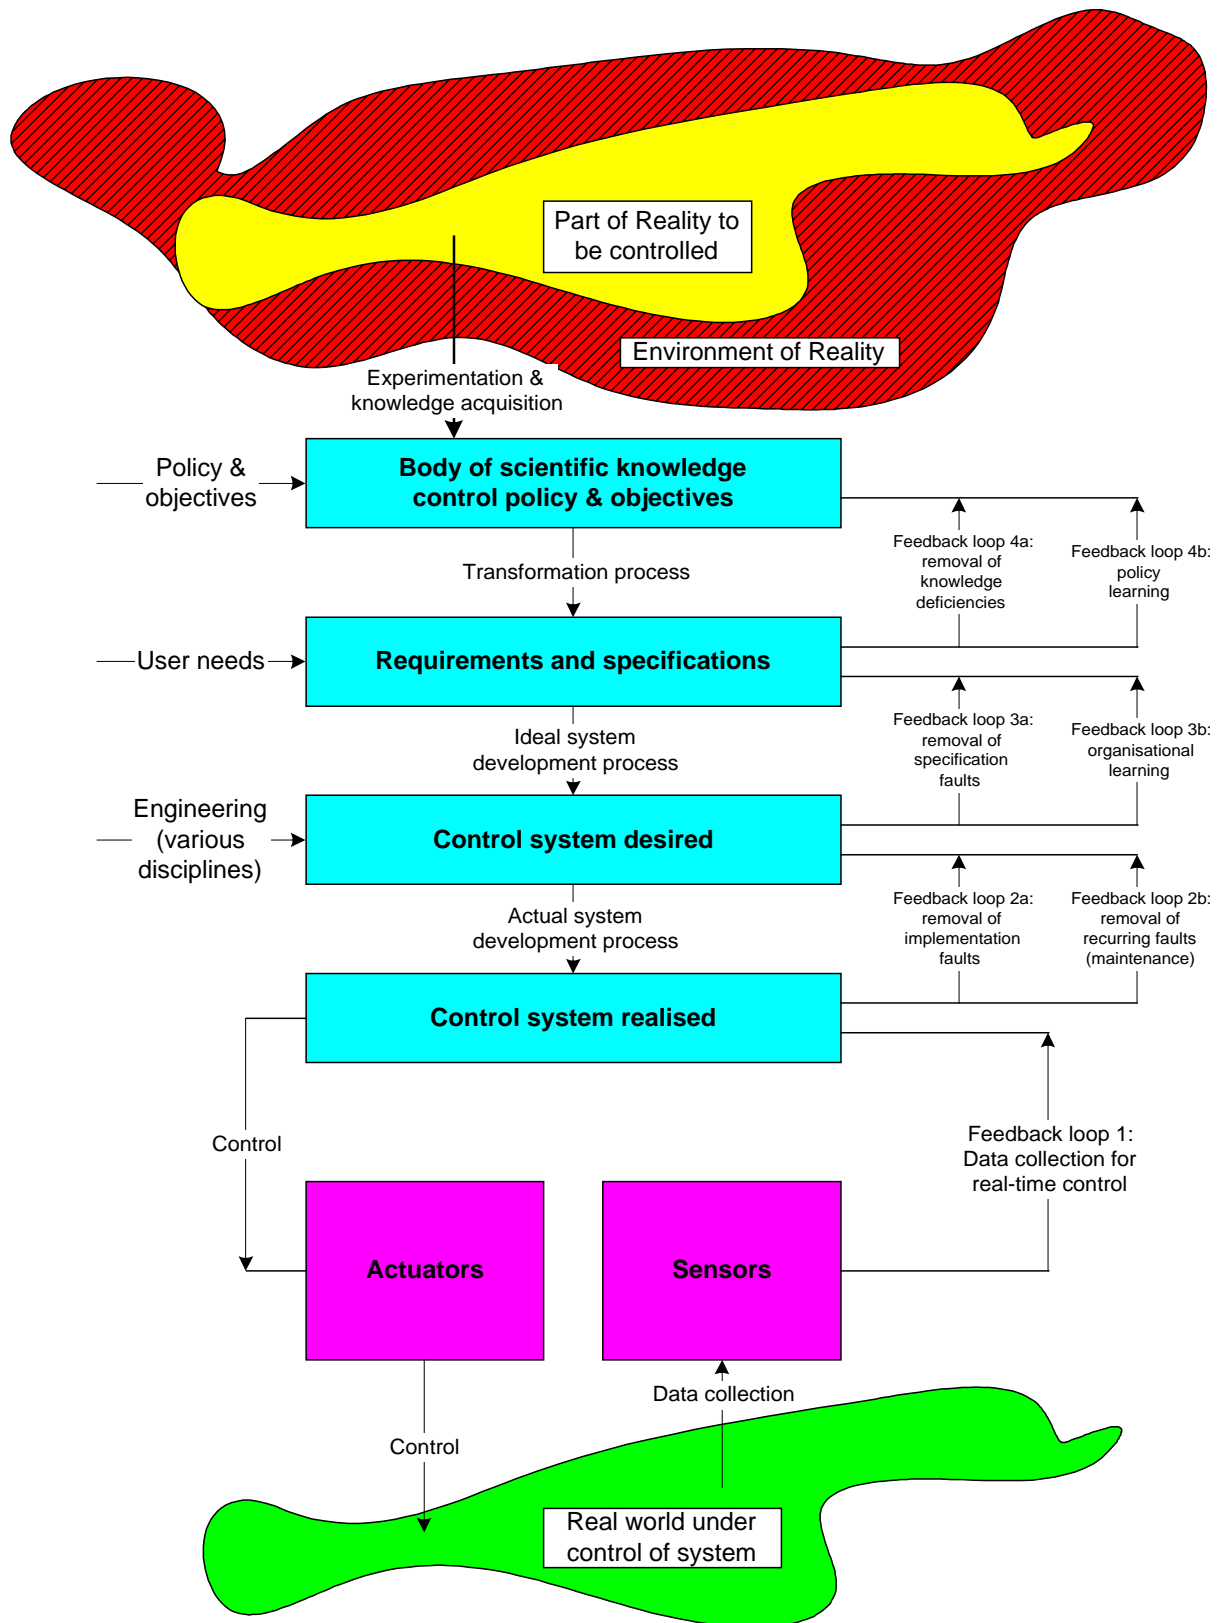 Part of Reality to
be controlled
Environment of Reality
Experimentation &
knowledge acquisition
Policy &
objectives
Body of scientific knowledge
control policy & objectives
Transformation process
Feedback loop 4a:
removal of
knowledge
deficiencies
Feedback loop 4b:
policy
learning
User needs
Requirements and specifications
Ideal system
development process
Feedback loop 3a:
removal of
specification
faults
Feedback loop 3b:
organisational
learning
Engineering
(various
disciplines)
Control system desired
Actual system
development process
Feedback loop 2a:
removal of
implementation
faults
Feedback loop 2b:
removal of
recurring faults
(maintenance)
Control system realised
Control
Feedback loop 1:
Data collection for
real-time control
Actuators
Sensors
Data collection
Control
Real world under
control of system